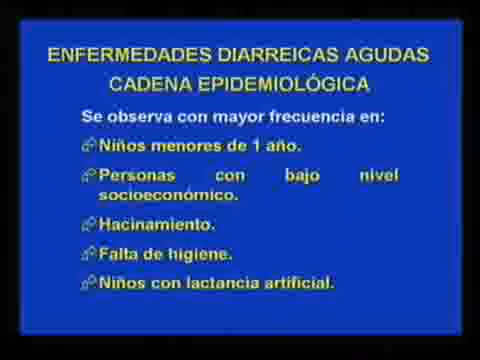 ENFERMEDADES DIARREICAS AGUDAS
CADENA EPIDEMIOLÓGICA
Se observa con mayor frecuencia en:
Niños menores de 1 año.
Personas con bajo nivel
socioeconómico.
Hacinamiento.
Falta de higiene.
Niños con lactancia artificial.